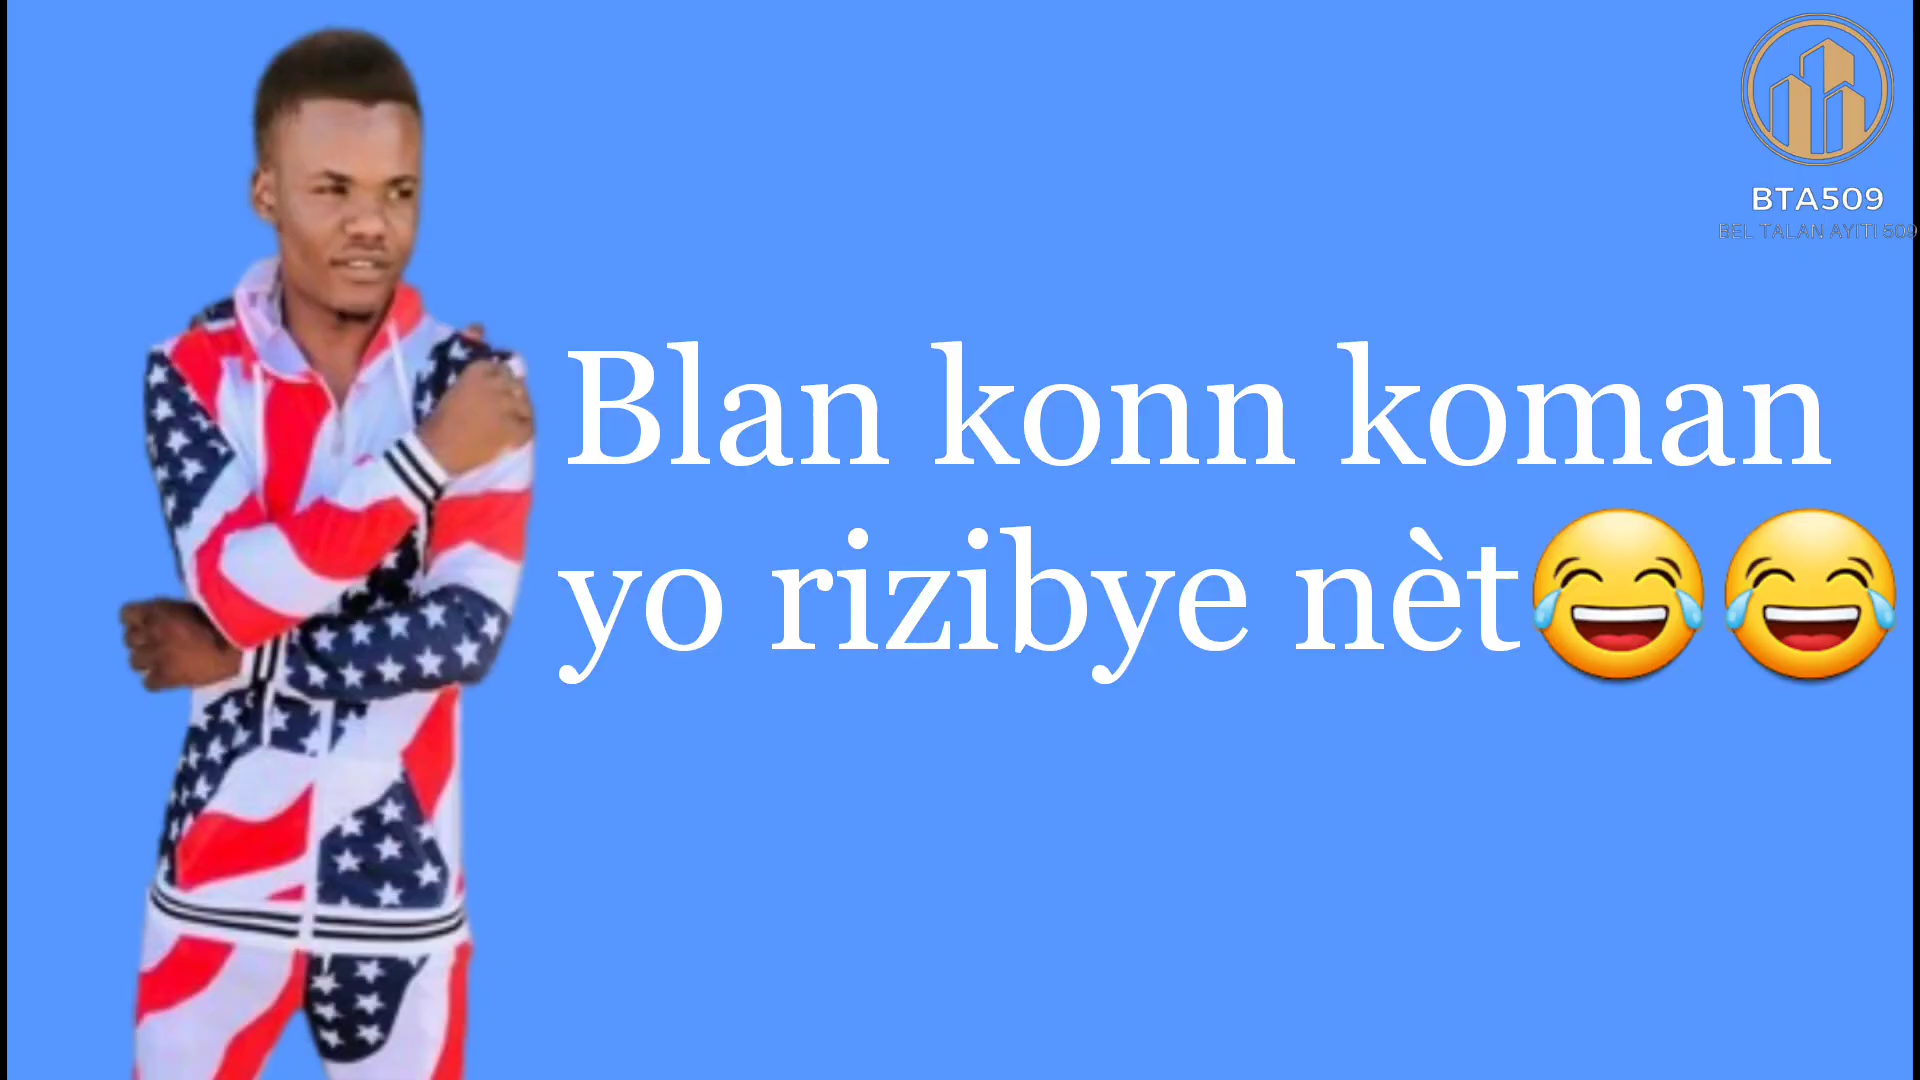 BTA509
BEL TALAN AYITI 509
Blan konn koman
yo rizibye nèt😂😂